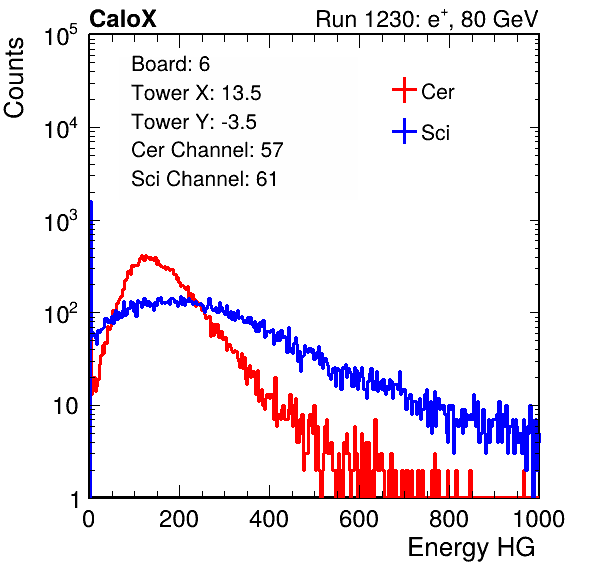 CaloX Run 1230: e⁺, 80 GeV
Counts
Board: 6
Tower X: 13.5
Tower Y: -3.5
Cer Channel: 57
Sci Channel: 61
Cer
Sci
10⁵
10⁴
10³
10²
10
1
0 200 400 600 800 1000
Energy HG